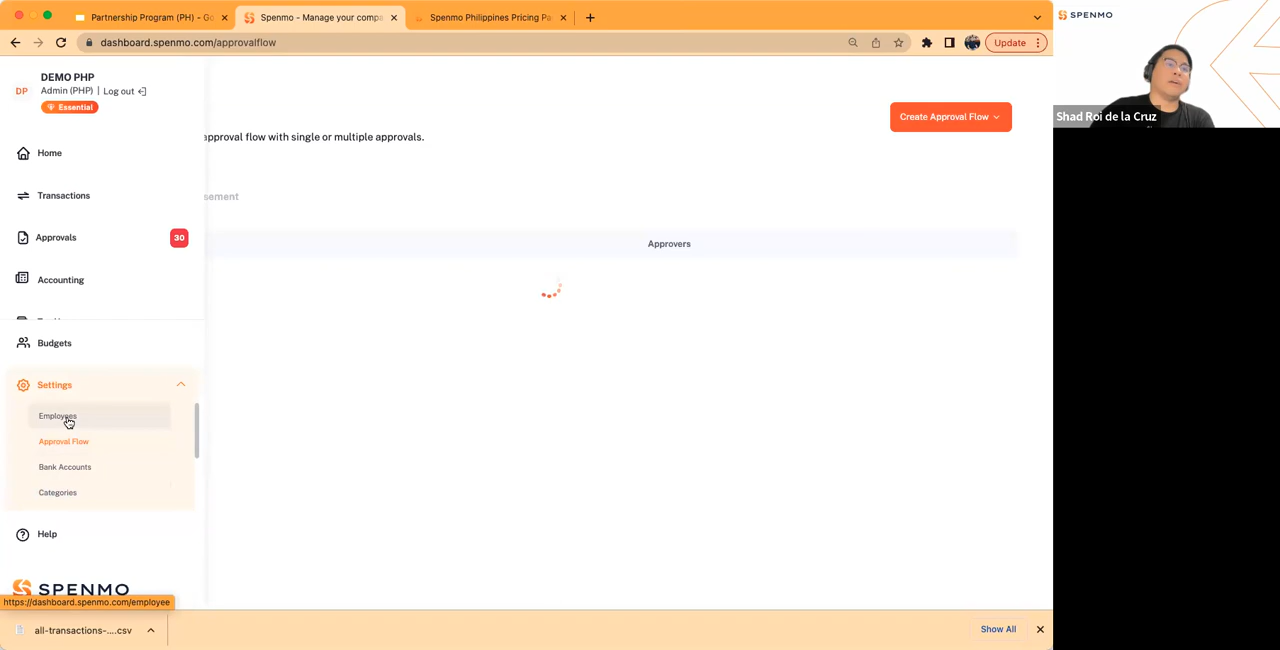 Partnership Program (PH) - Go
Spenmo - Manage your compa
Spenmo Philippines Pricing Pa
dashboard.spenmo.com/approvalflow
Update
SPENMO
Shad Roi de la Cruz
DEMO PHP
DP
Admin (PHP) | Log out
Essential
Create Approval Flow
approval flow with single or multiple approvals.
Home
Transactions
sement
Approvals
30
Approvers
Accounting
Budgets
Settings
Employees
Approval Flow
Bank Accounts
Categories
Help
SPENMO
https://dashboard.spenmo.com/employee
all-transactions-....csv
Show All